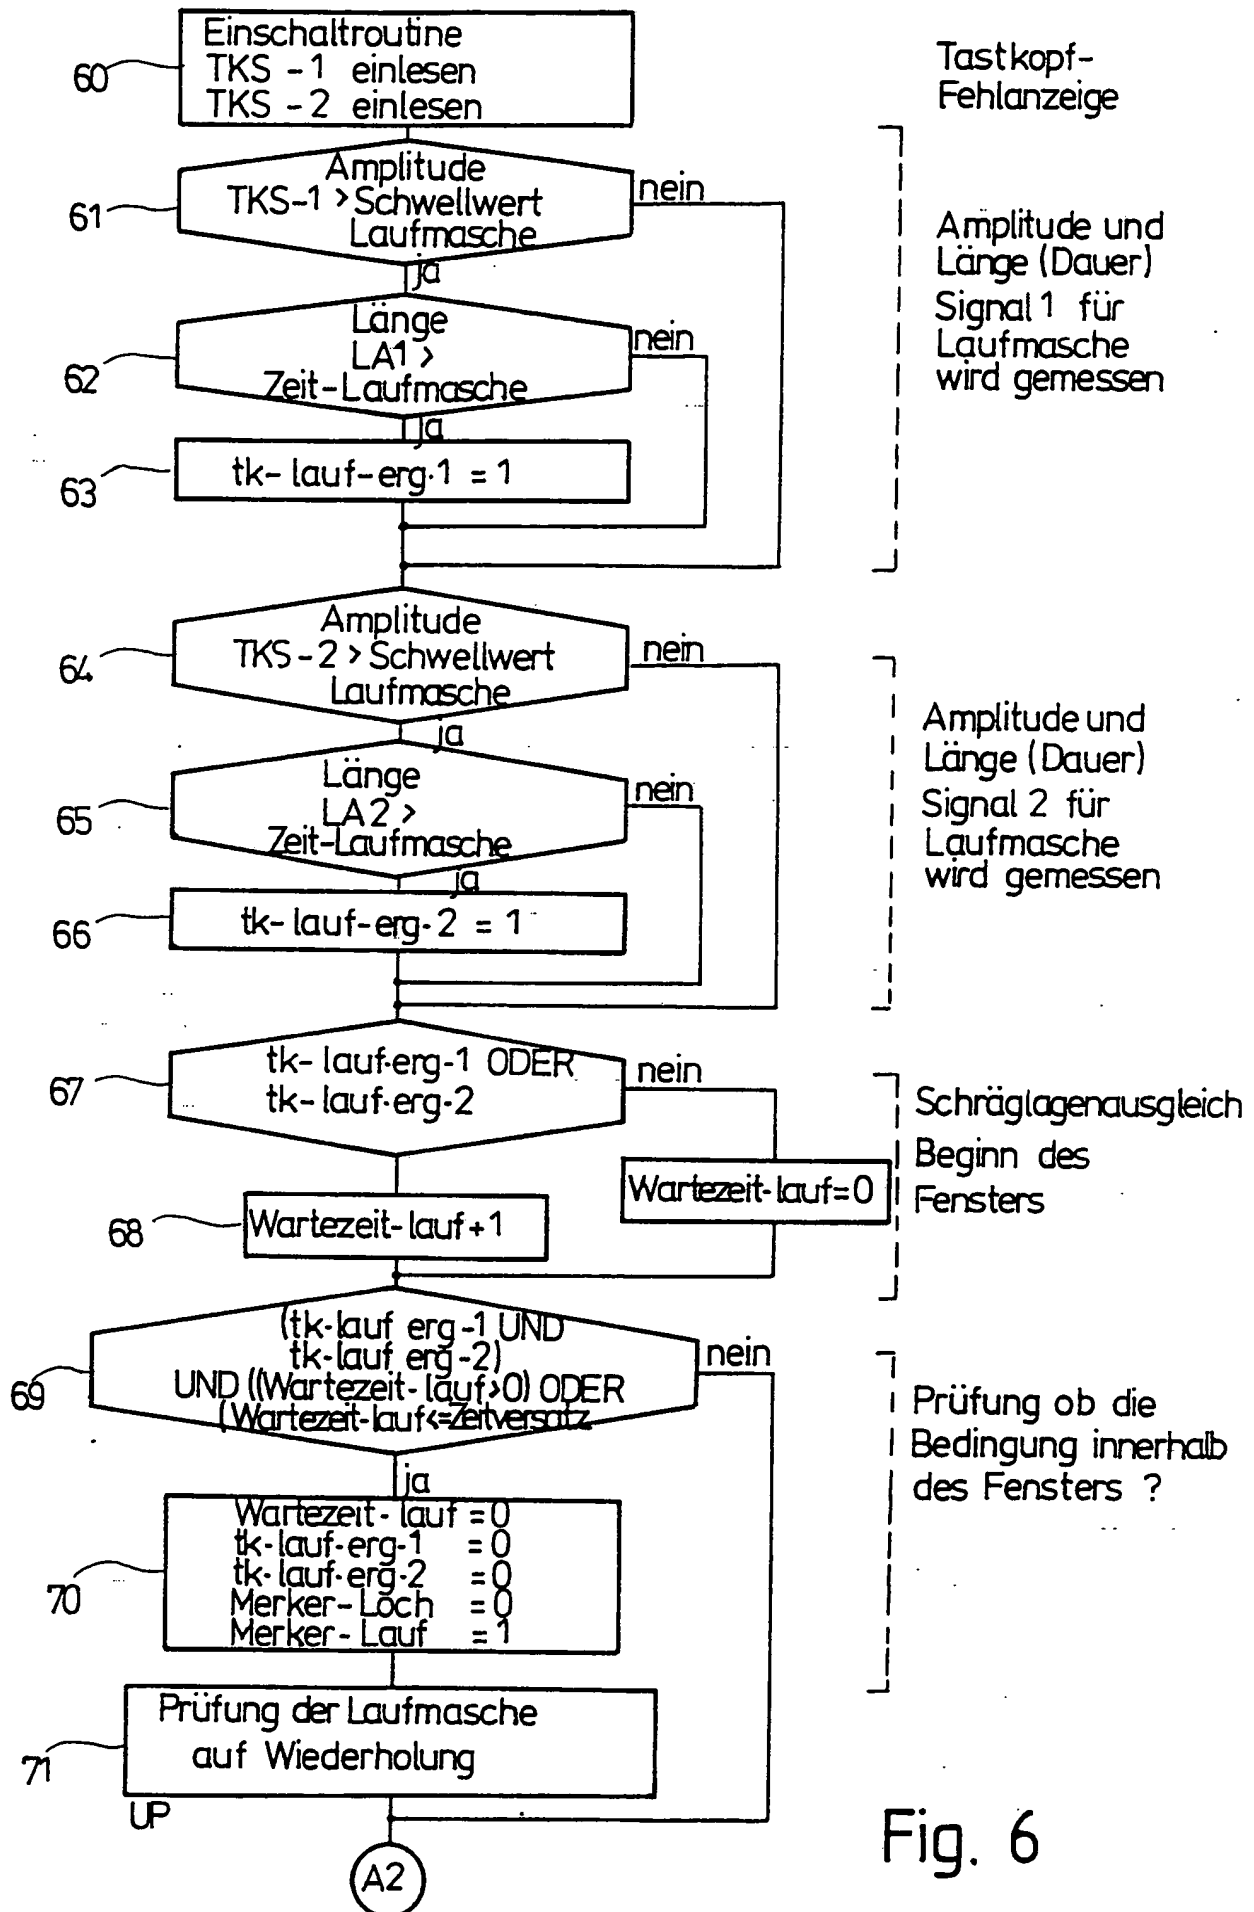 Einschaltroutine
TKS -1 einlesen
TKS -2 einlesen
60
Tastkopf-
Fehlanzeige
Amplitude
TKS-1 > Schwellwert
Laufmasche
nein
61
ja
Amplitude und
Länge (Dauer)
Signal 1 für
Laufmasche
wird gemessen
Länge
LA1 >
Zeit-Laufmasche
nein
62
ja
tk-lauf-erg-1 = 1
63
Amplitude
TKS-2 > Schwellwert
Laufmasche
nein
64
ja
Amplitude und
Länge (Dauer)
Signal 2 für
Laufmasche
wird gemessen
Länge
LA2 >
Zeit-Laufmasche
nein
65
ja
tk-lauf-erg-2 = 1
66
tk-lauf-erg-1 ODER
tk-lauf-erg-2
nein
67
Schräglagenausgleich
Beginn des
Fensters
Wartezeit-lauf=0
Wartezeit-lauf+1
68
(tk-lauf erg-1 UND
tk-lauf erg-2)
UND ((Wartezeit-lauf>0) ODER
(Wartezeit-lauf<=Zeitversatz
nein
69
ja
Prüfung ob die
Bedingung innerhalb
des Fensters ?
Wartezeit-lauf =0
tk-lauf-erg-1 =0
tk-lauf-erg-2 =0
Merker-Loch =0
Merker-Lauf =1
70
Prüfung der Laufmasche
auf Wiederholung
71
UP
A2
Fig. 6